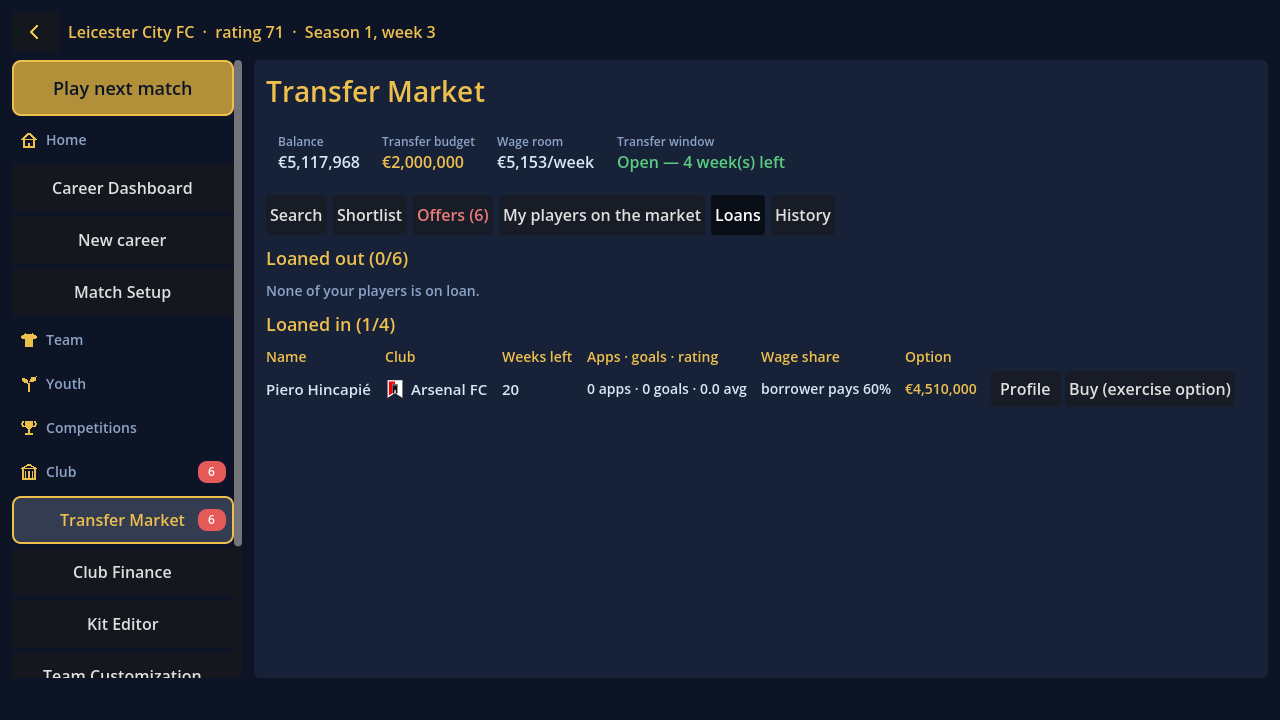 Leicester City FC · rating 71 · Season 1, week 3
Play next match
Home
Career Dashboard
New career
Match Setup
Team
Youth
Competitions
Club 6
Transfer Market 6
Club Finance
Kit Editor
Team Customization
Transfer Market
Balance Transfer budget Wage room Transfer window
€5,117,968 €2,000,000 €5,153/week Open — 4 week(s) left
Search Shortlist Offers (6) My players on the market Loans History
Loaned out (0/6)
None of your players is on loan.
Loaned in (1/4)
Name Club Weeks left Apps · goals · rating Wage share Option
Piero Hincapié Arsenal FC 20 0 apps · 0 goals · 0.0 avg borrower pays 60% €4,510,000 Profile Buy (exercise option)